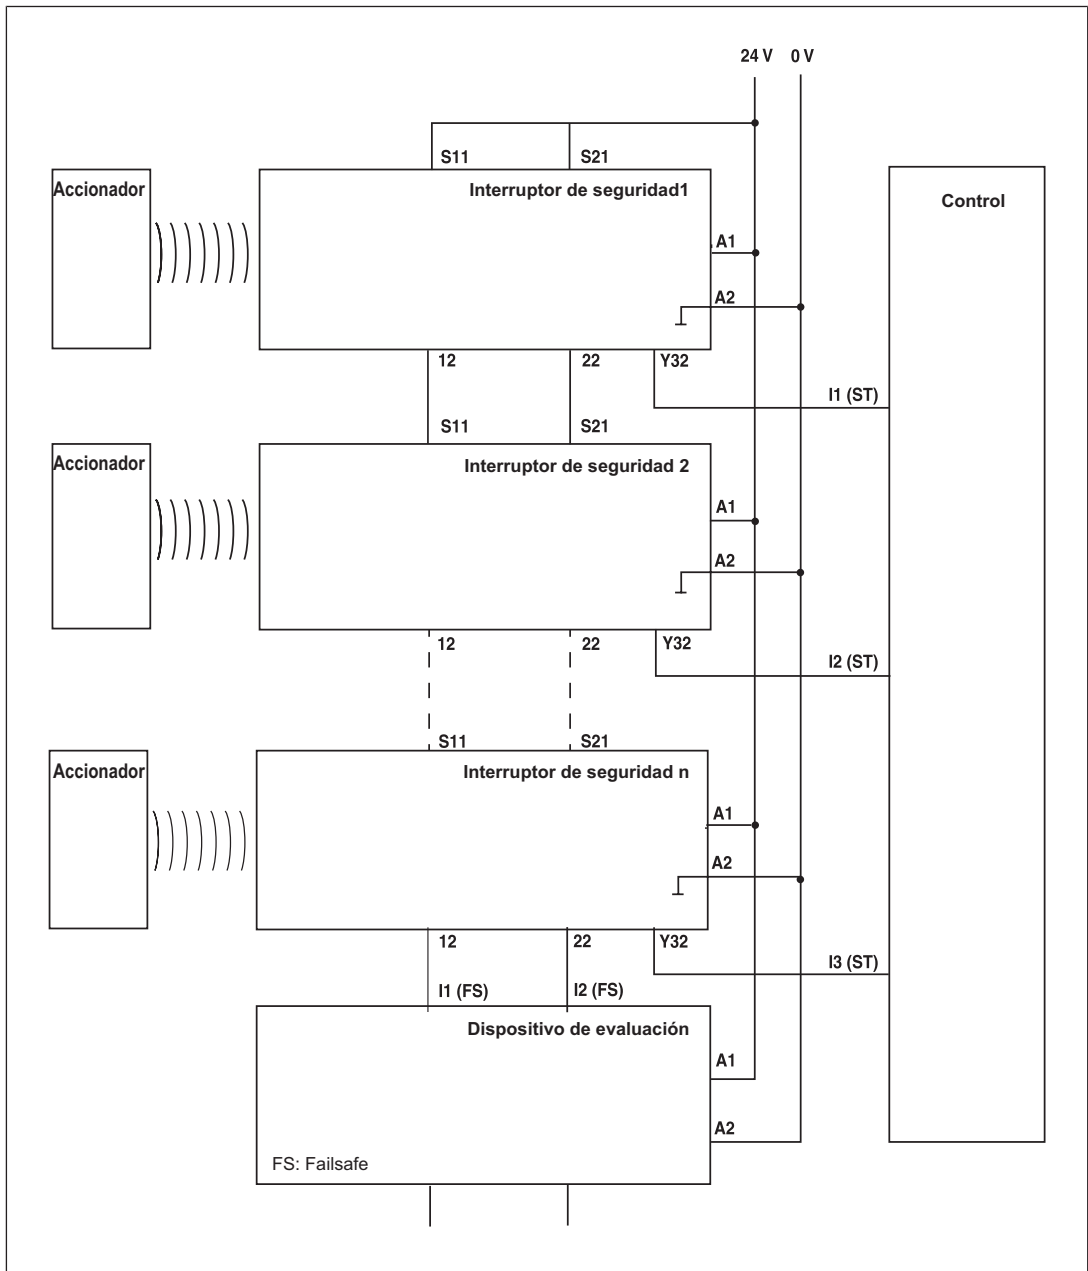 24 V 0 V
S11 S21
Accionador Interruptor de seguridad1 Control
A1
A2
12 22 Y32
I1 (ST)
S11 S21
Accionador Interruptor de seguridad 2
A1
A2
12 22 Y32
I2 (ST)
S11 S21
Accionador Interruptor de seguridad n
A1
A2
12 22 Y32
I3 (ST)
I1 (FS) I2 (FS)
Dispositivo de evaluación
A1
A2
FS: Failsafe